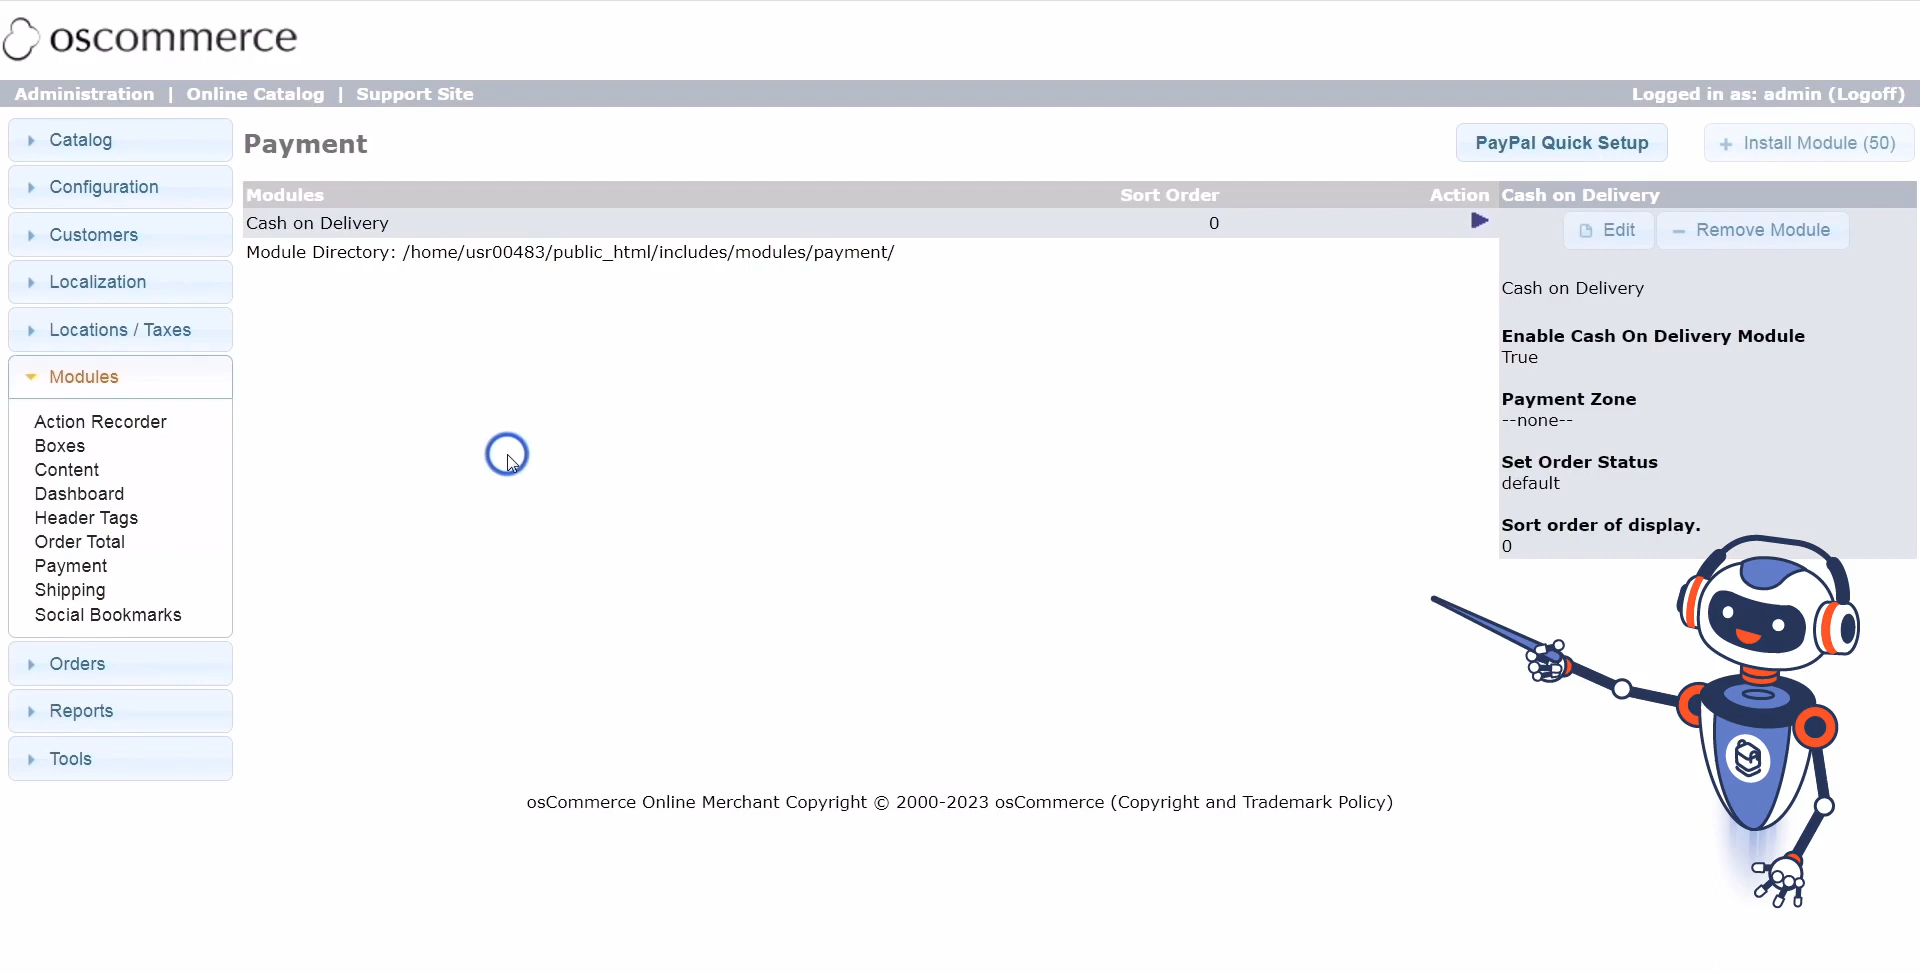 oscommerce
Administration | Online Catalog | Support Site
Logged in as: admin (Logoff)
Catalog
Configuration
Customers
Localization
Locations / Taxes
Modules
Action Recorder
Boxes
Content
Dashboard
Header Tags
Order Total
Payment
Shipping
Social Bookmarks
Orders
Reports
Tools
Payment
PayPal Quick Setup
+ Install Module (50)
Modules Sort Order Action
Cash on Delivery 0
Module Directory: /home/usr00483/public_html/includes/modules/payment/
Cash on Delivery
Edit
− Remove Module
Cash on Delivery
Enable Cash On Delivery Module
True
Payment Zone
--none--
Set Order Status
default
Sort order of display.
0
osCommerce Online Merchant Copyright © 2000-2023 osCommerce (Copyright and Trademark Policy)